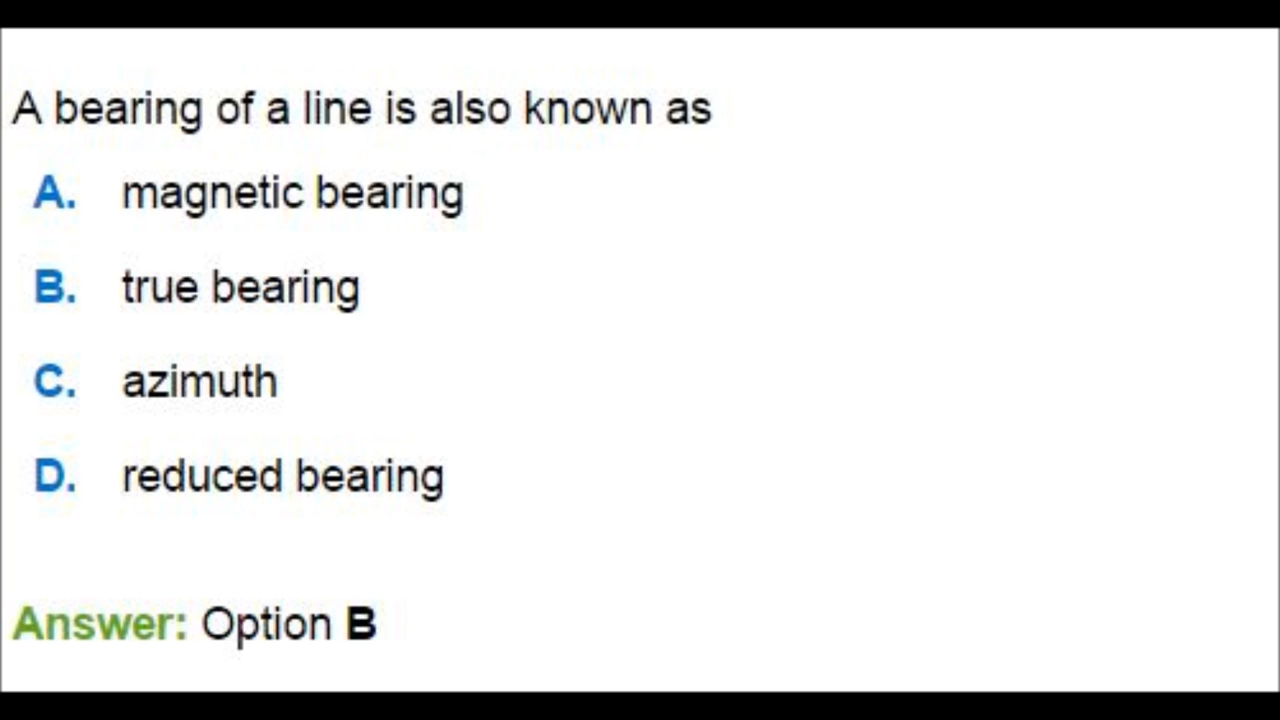 A bearing of a line is also known as
A. magnetic bearing
B. true bearing
C. azimuth
D. reduced bearing
Answer: Option B